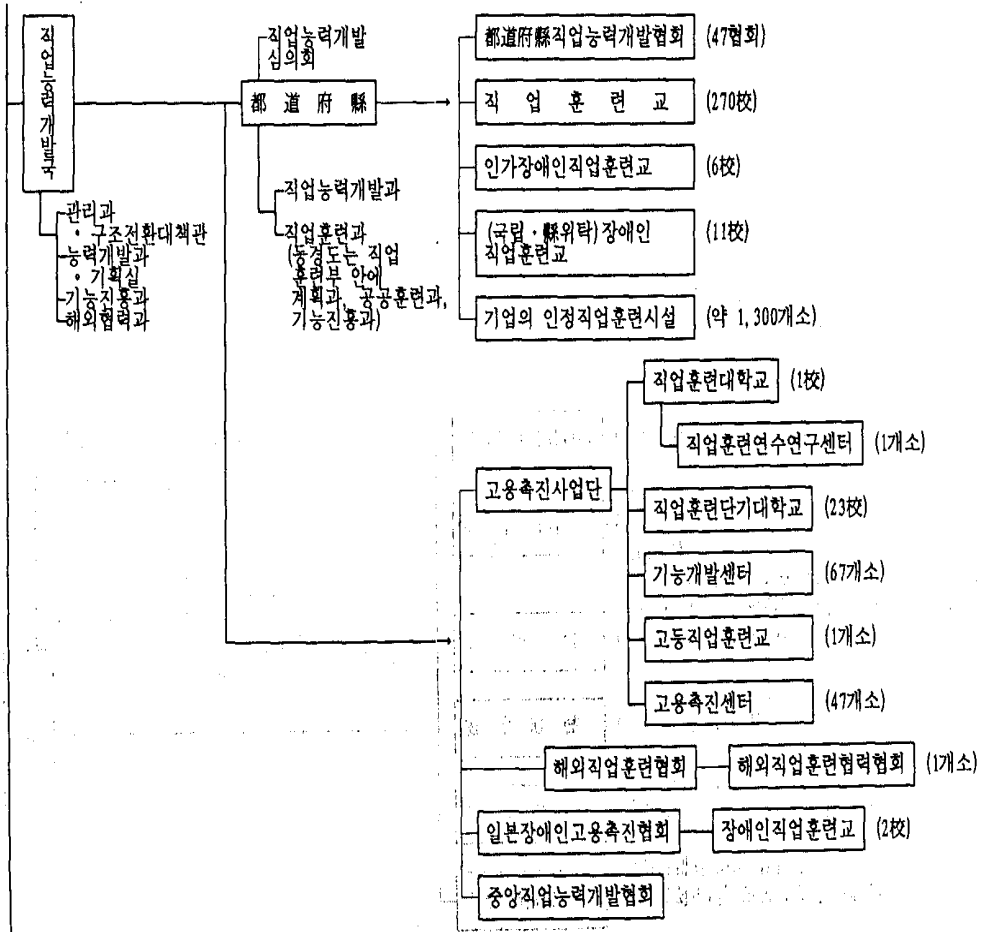 직업능력개발국
관리과
· 구조전환대책관
능력개발과
· 기획실
기능진흥과
해외협력과
직업능력개발
심의회
都道府縣
직업능력개발과
직업훈련과
(동경도는 직업
훈련부 안에
계획과, 공공훈련과,
기능진흥과)
都道府縣직업능력개발협회 (47협회)
직업훈련교 (270校)
인가장애인직업훈련교 (6校)
(국립·縣위탁)장애인 (11校)
직업훈련교
기업의 인정직업훈련시설 (약 1,300개소)
직업훈련대학교 (1校)
직업훈련연수연구센터 (1개소)
고용촉진사업단
직업훈련단기대학교 (23校)
기능개발센터 (67개소)
고등직업훈련교 (1개소)
고용촉진센터 (47개소)
해외직업훈련협회 해외직업훈련협력협회 (1개소)
일본장애인고용촉진협회 장애인직업훈련교 (2校)
중앙직업능력개발협회